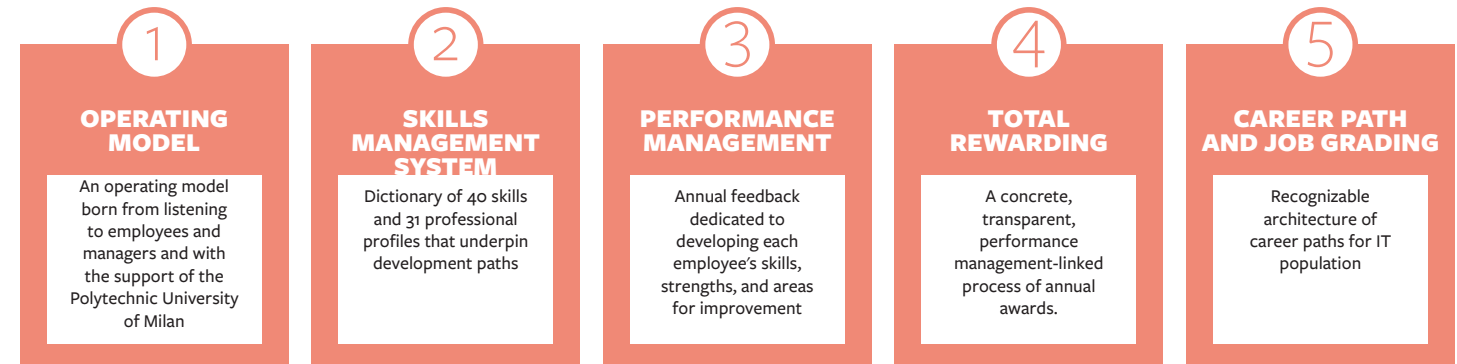 1
OPERATING
MODEL
An operating model
born from listening
to employees and
managers and with
the support of the
Polytechnic University
of Milan
2
SKILLS
MANAGEMENT
SYSTEM
Dictionary of 40 skills
and 31 professional
profiles that underpin
development paths
3
PERFORMANCE
MANAGEMENT
Annual feedback
dedicated to
developing each
employee's skills,
strengths, and areas
for improvement
4
TOTAL
REWARDING
A concrete,
transparent,
performance
management-linked
process of annual
awards.
5
CAREER PATH
AND JOB GRADING
Recognizable
architecture of
career paths for IT
population